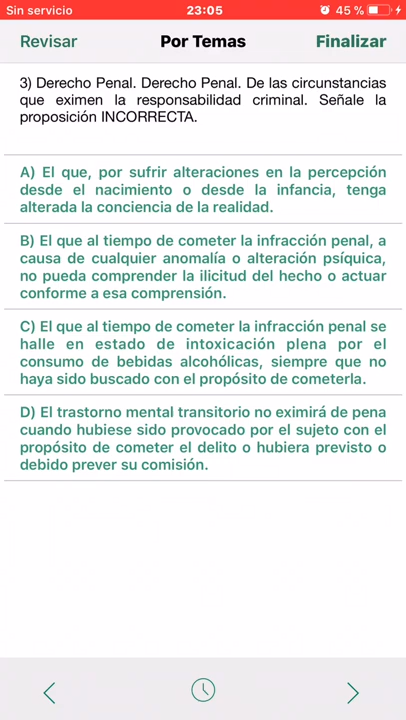 Sin servicio 23:05 45 %
Revisar Por Temas Finalizar
3) Derecho Penal. Derecho Penal. De las circunstancias
que eximen la responsabilidad criminal. Señale la
proposición INCORRECTA.
A) El que, por sufrir alteraciones en la percepción
desde el nacimiento o desde la infancia, tenga
alterada la conciencia de la realidad.
B) El que al tiempo de cometer la infracción penal, a
causa de cualquier anomalía o alteración psíquica,
no pueda comprender la ilicitud del hecho o actuar
conforme a esa comprensión.
C) El que al tiempo de cometer la infracción penal se
halle en estado de intoxicación plena por el
consumo de bebidas alcohólicas, siempre que no
haya sido buscado con el propósito de cometerla.
D) El trastorno mental transitorio no eximirá de pena
cuando hubiese sido provocado por el sujeto con el
propósito de cometer el delito o hubiera previsto o
debido prever su comisión.